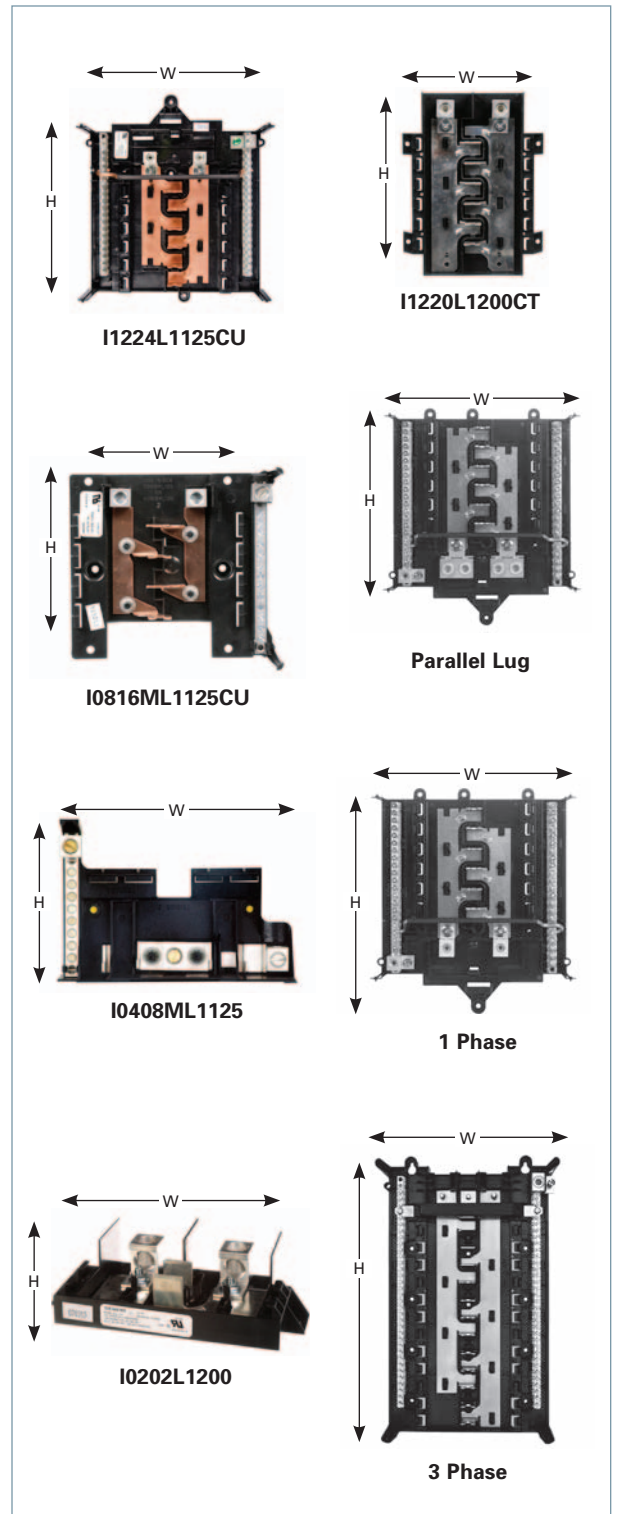 W
W
H
H
I1224L1125CU
I1220L1200CT
W
W
H
H
I0816ML1125CU
Parallel Lug
W
W
H
H
I0408ML1125
1 Phase
W
W
H
H
I0202L1200
3 Phase